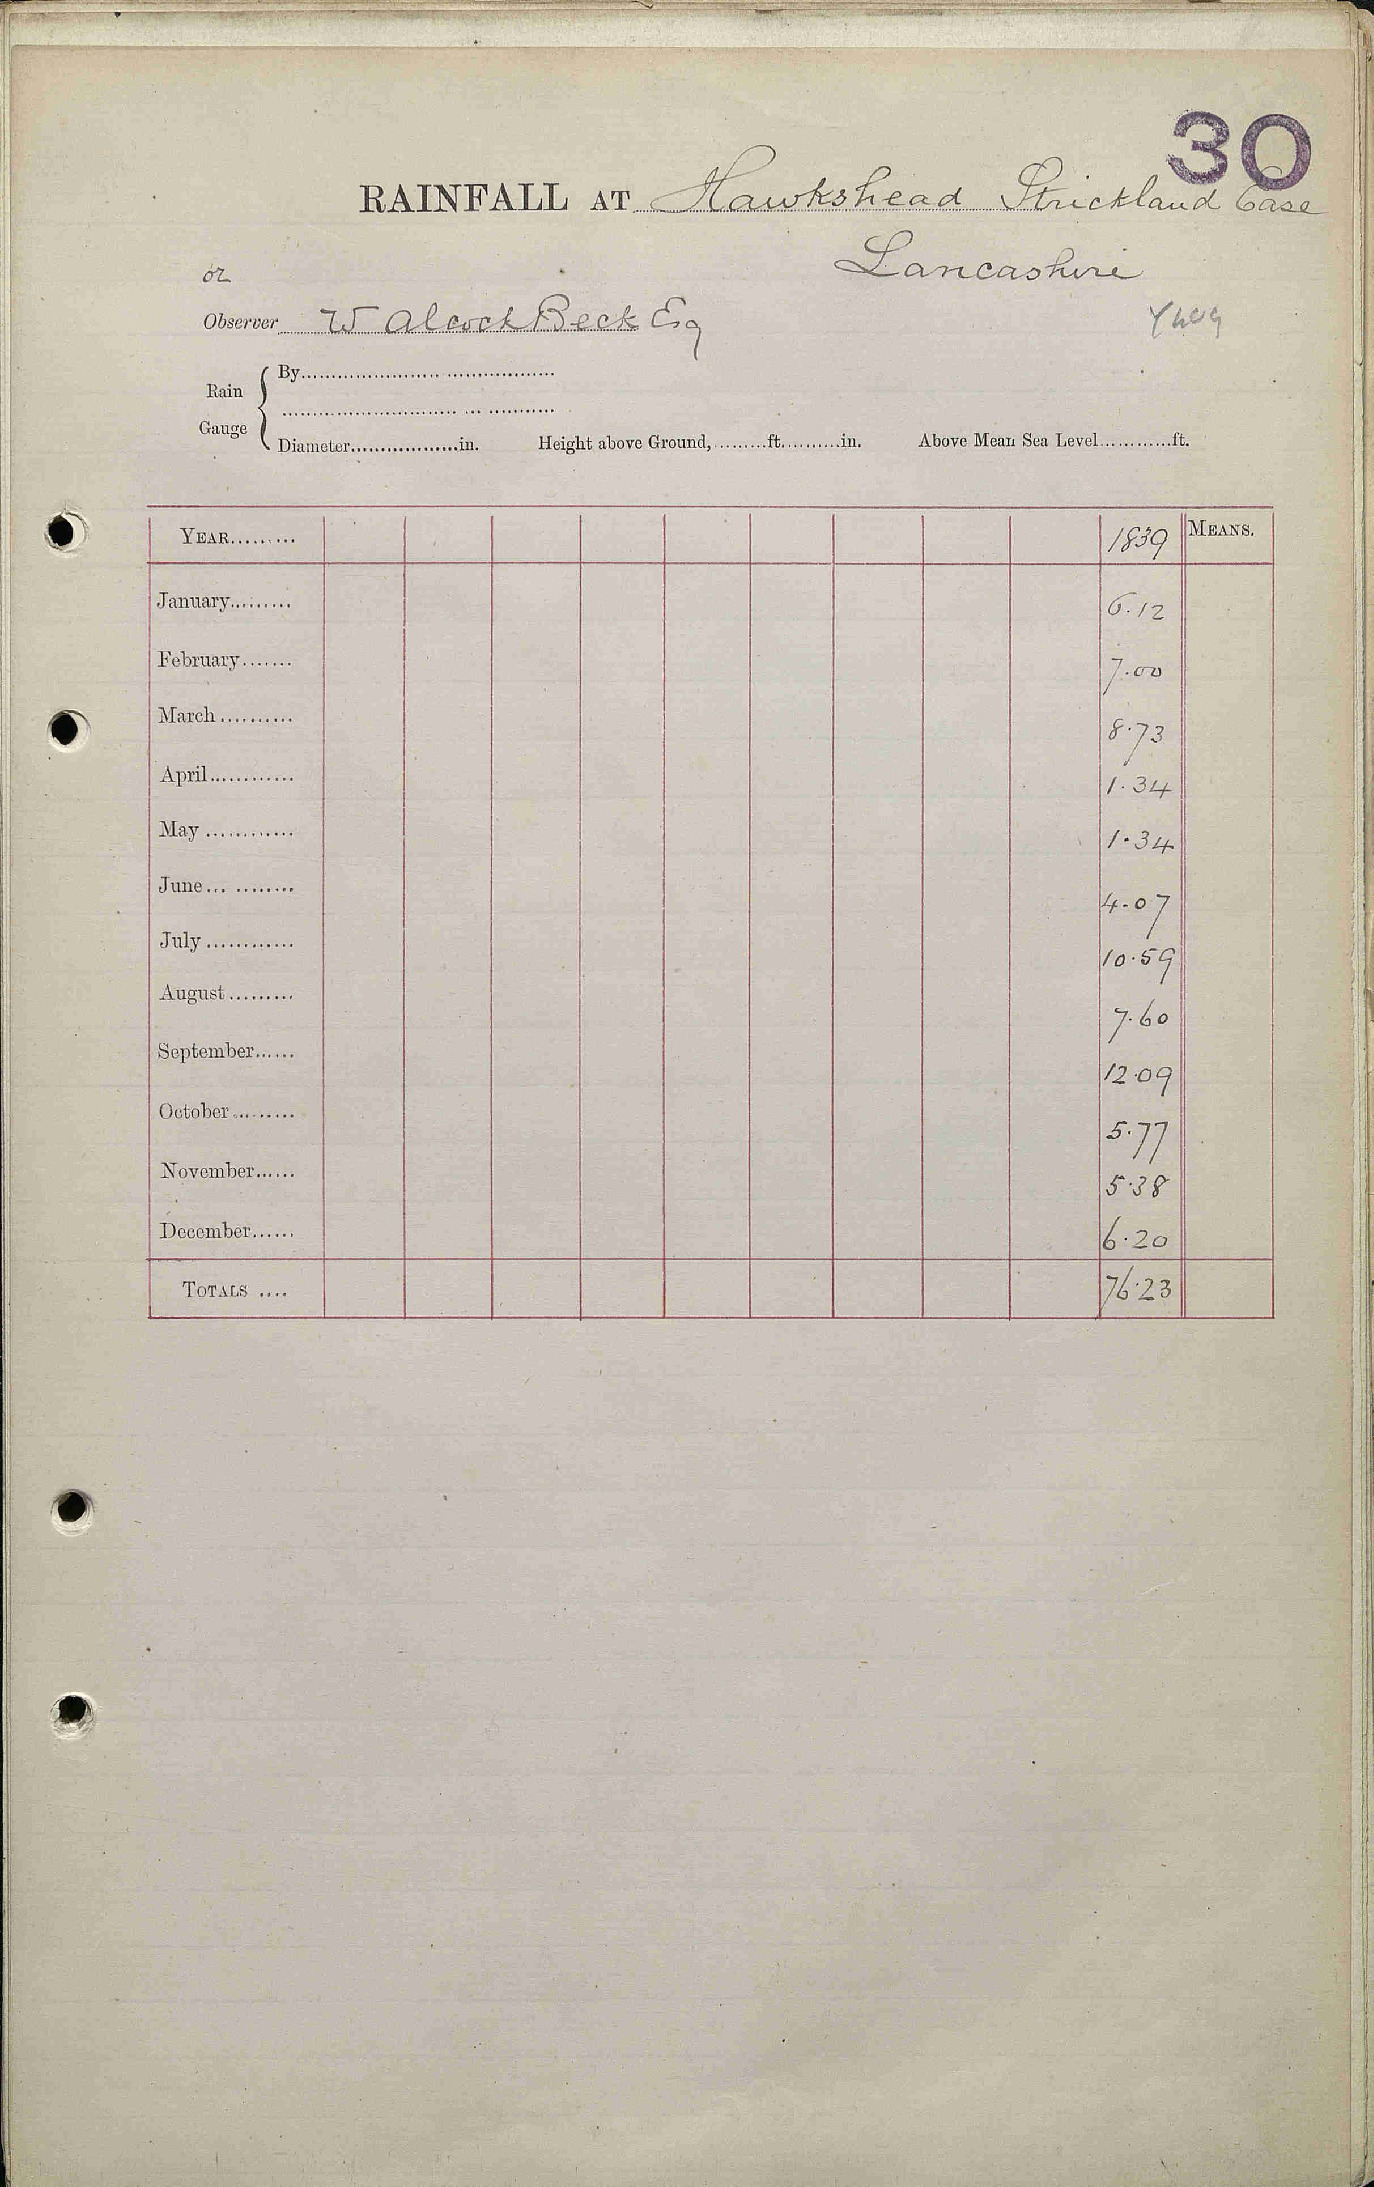 30
RAINFALL AT Hawkshead Strickland Ease
Lancashire
or
Observer W Alcock Beck Esq
Rain Gauge { By
Diameter in. Height above Ground, ft. in. Above Mean Sea Level ft.
YEAR 1839 MEANS.
January 6.12
February 7.00
March 8.73
April 1.34
May 1.34
June 4.07
July 10.59
August 7.60
September 12.09
October 5.77
November 5.38
December 6.20
TOTALS 76.23